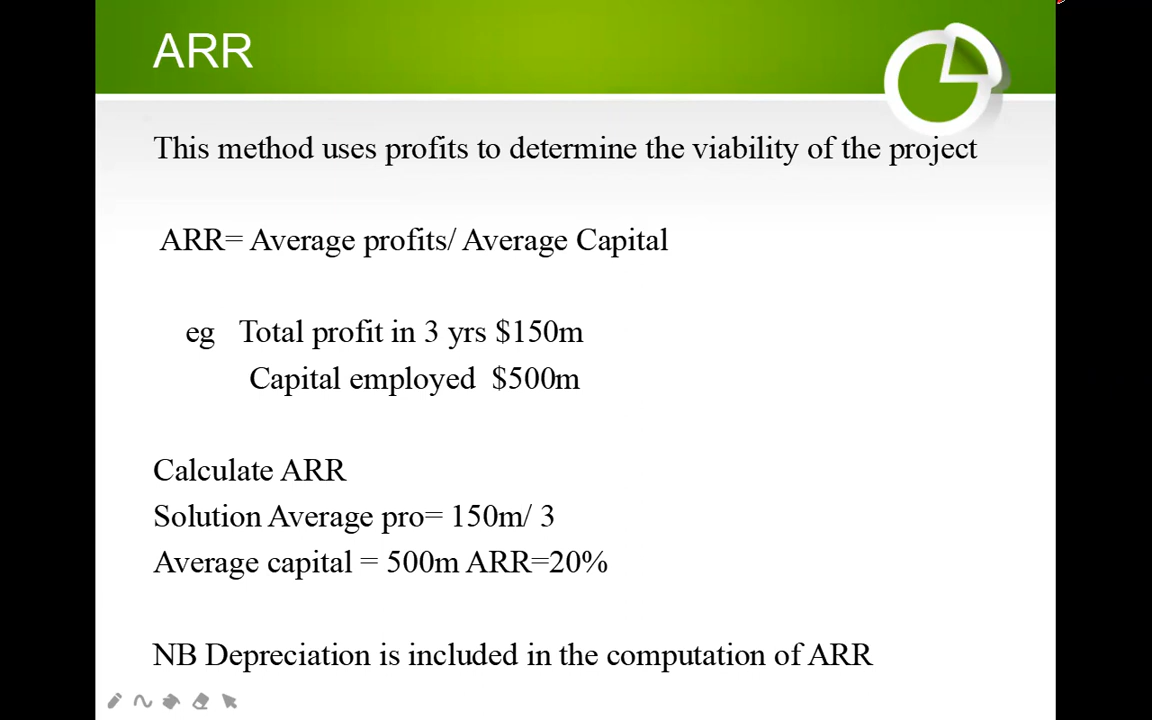 ARR
This method uses profits to determine the viability of the project
ARR= Average profits/ Average Capital
eg Total profit in 3 yrs $150m
Capital employed $500m
Calculate ARR
Solution Average pro= 150m/ 3
Average capital = 500m ARR=20%
NB Depreciation is included in the computation of ARR